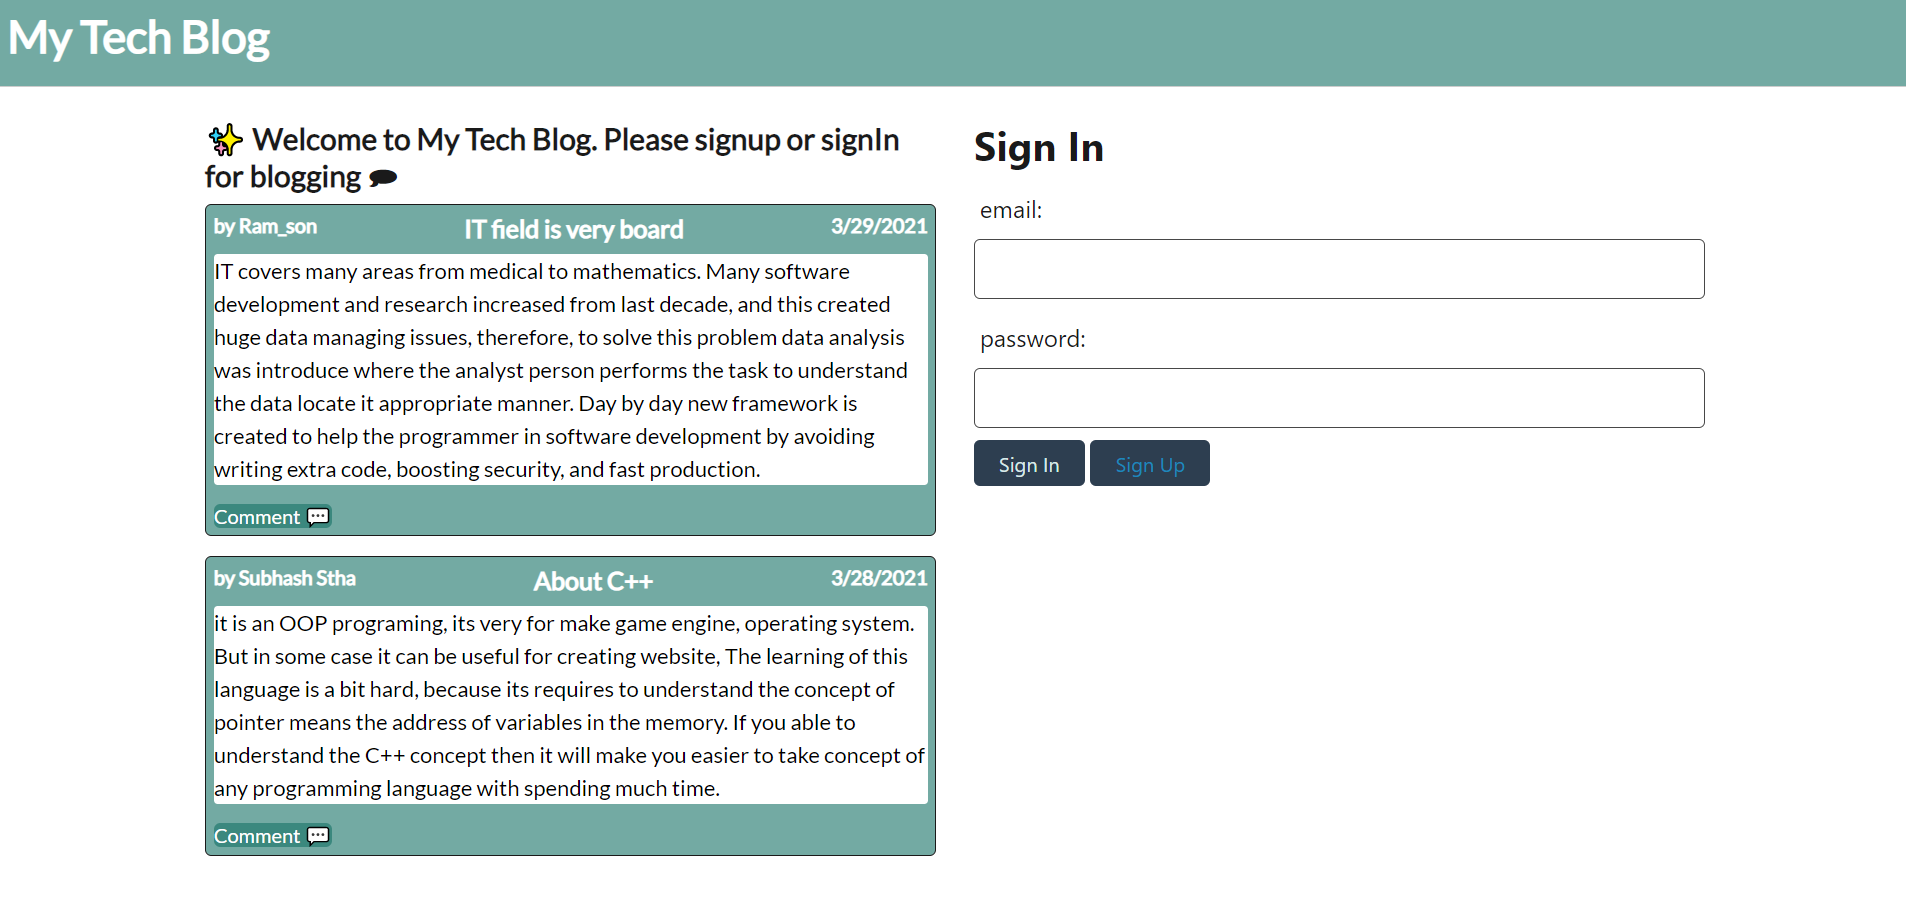 My Tech Blog
✨ Welcome to My Tech Blog. Please signup or signIn
for blogging
by Ram_son IT field is very board 3/29/2021
IT covers many areas from medical to mathematics. Many software
development and research increased from last decade, and this created
huge data managing issues, therefore, to solve this problem data analysis
was introduce where the analyst person performs the task to understand
the data locate it appropriate manner. Day by day new framework is
created to help the programmer in software development by avoiding
writing extra code, boosting security, and fast production.
Comment 💬
by Subhash Stha About C++ 3/28/2021
it is an OOP programing, its very for make game engine, operating system.
But in some case it can be useful for creating website, The learning of this
language is a bit hard, because its requires to understand the concept of
pointer means the address of variables in the memory. If you able to
understand the C++ concept then it will make you easier to take concept of
any programming language with spending much time.
Comment 💬
Sign In
email:
password:
Sign In Sign Up